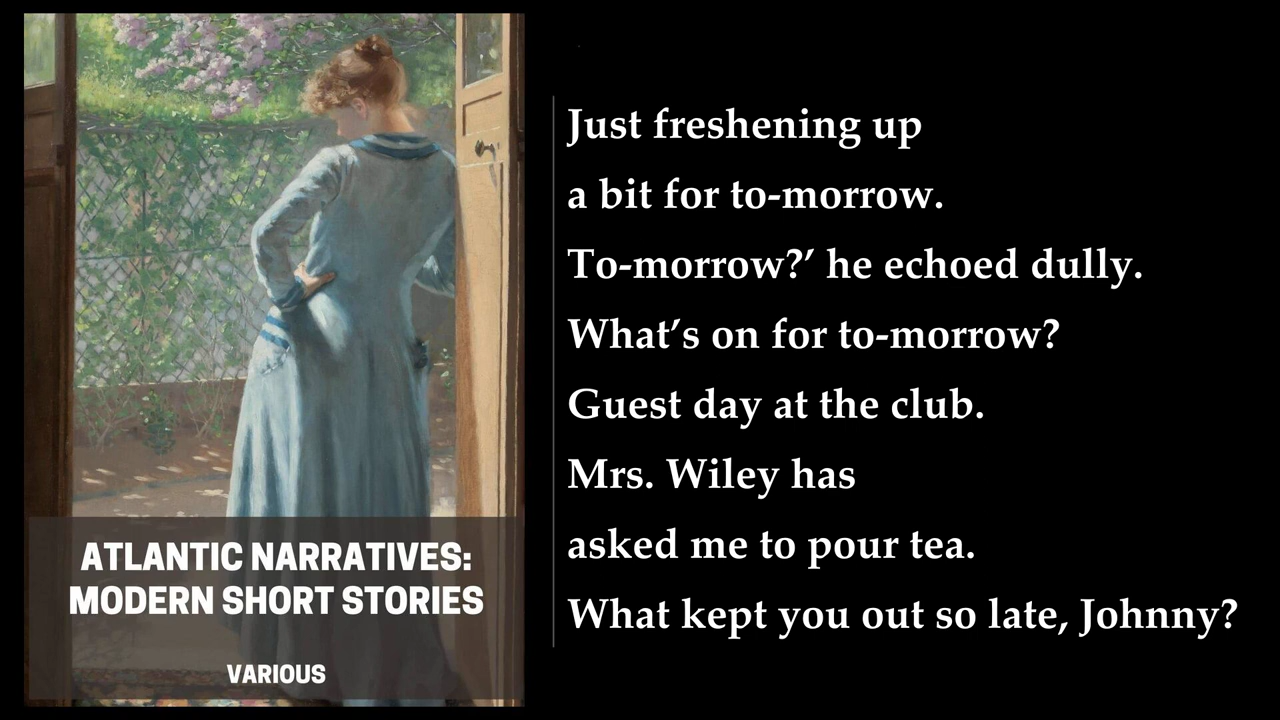 ATLANTIC NARRATIVES:
MODERN SHORT STORIES
VARIOUS
Just freshening up
a bit for to-morrow.
To-morrow?’ he echoed dully.
What’s on for to-morrow?
Guest day at the club.
Mrs. Wiley has
asked me to pour tea.
What kept you out so late, Johnny?